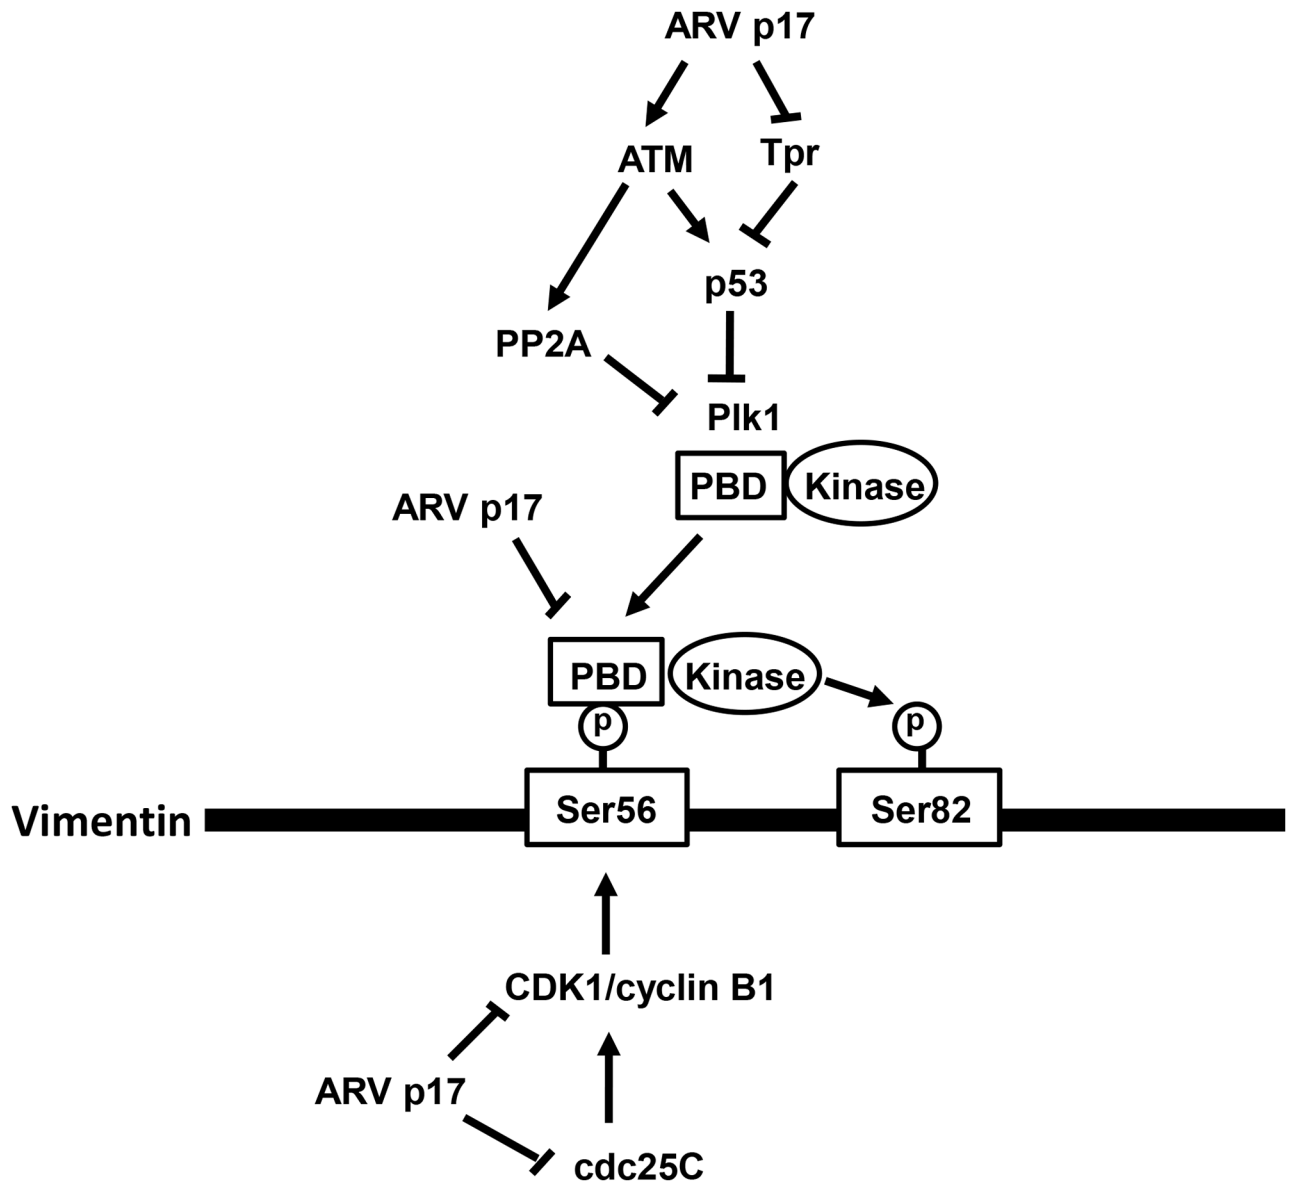 ARV p17
ATM
Tpr
p53
PP2A
Plk1
PBD
Kinase
ARV p17
PBD
Kinase
p
p
Ser56
Ser82
Vimentin
CDK1/cyclin B1
ARV p17
cdc25C